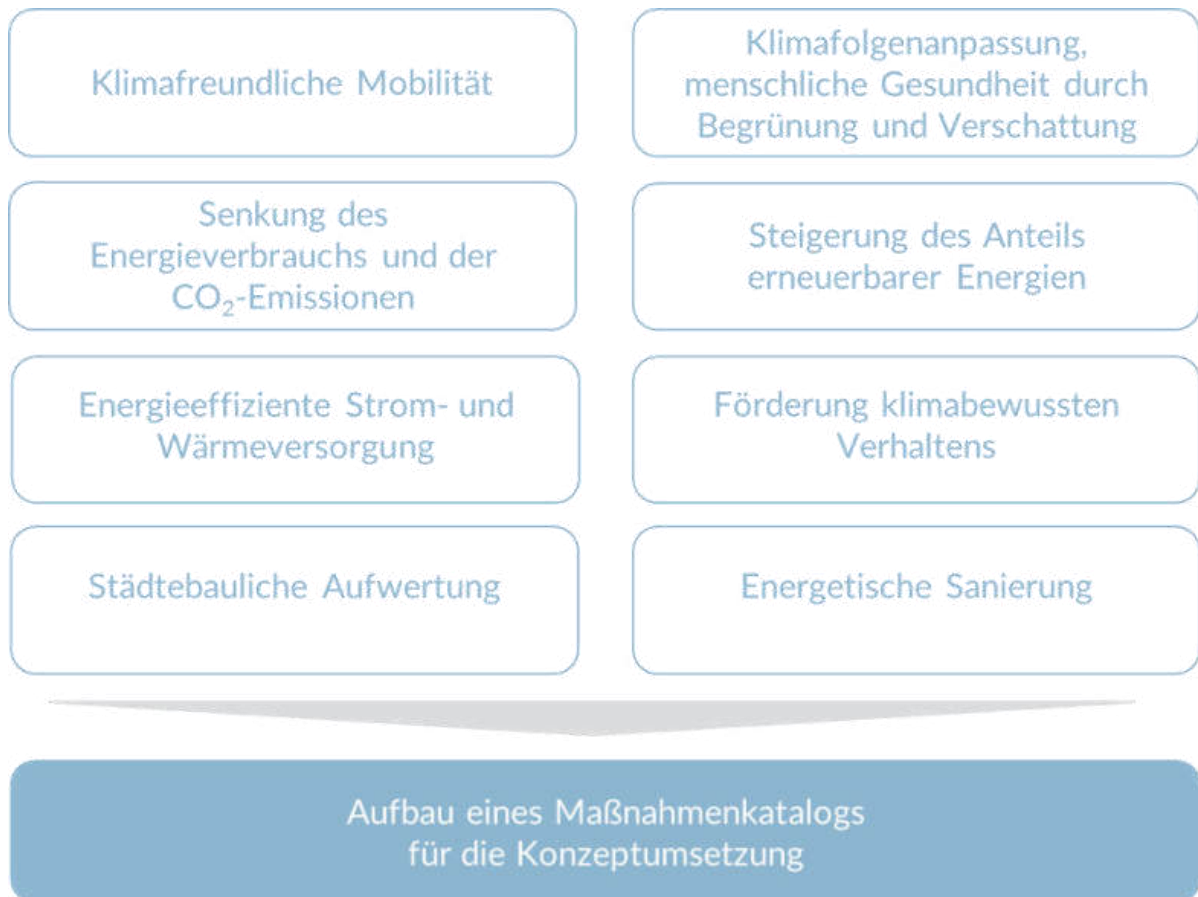 Klimafreundliche Mobilität
Klimafolgenanpassung,
menschliche Gesundheit durch
Begrünung und Verschattung
Senkung des
Energieverbrauchs und der
CO₂-Emissionen
Steigerung des Anteils
erneuerbarer Energien
Energieeffiziente Strom- und
Wärmeversorgung
Förderung klimabewussten
Verhaltens
Städtebauliche Aufwertung
Energetische Sanierung
Aufbau eines Maßnahmenkatalogs
für die Konzeptumsetzung